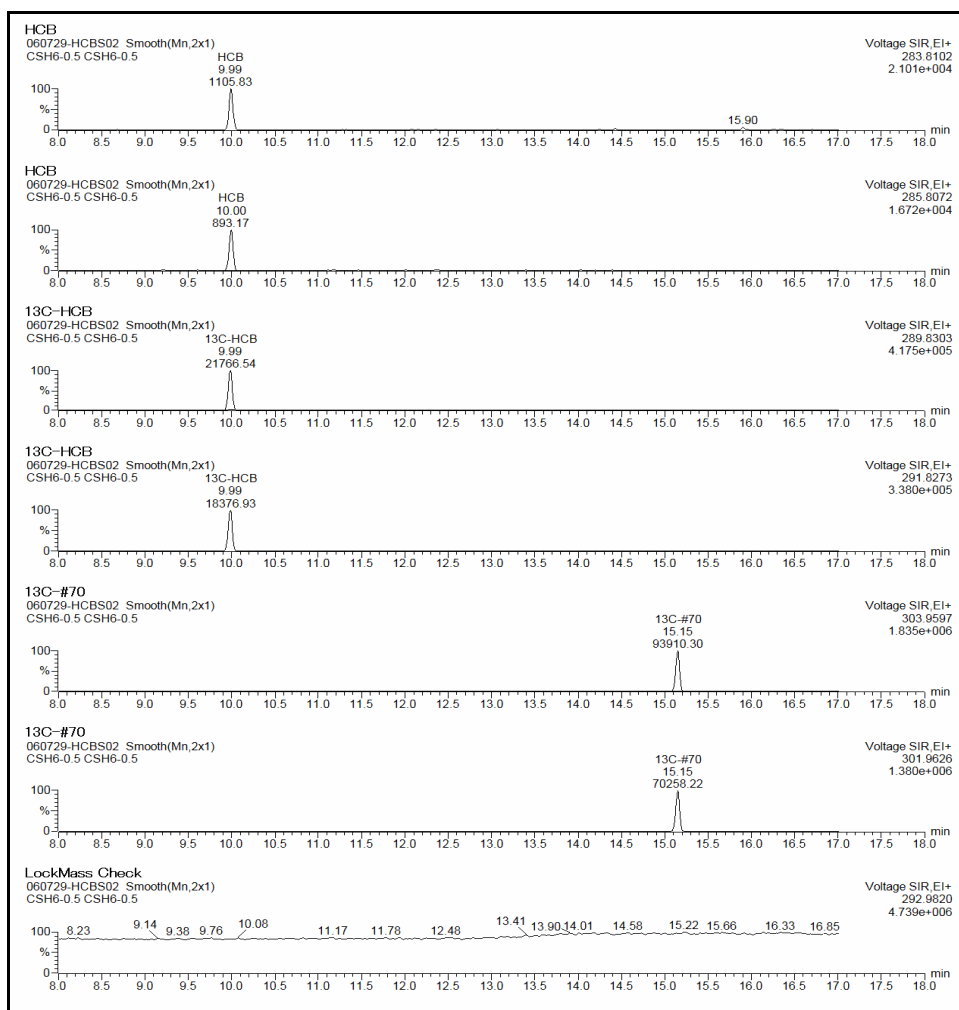 HCB
060729-HCBS02 Smooth(Mn,2x1)
CSH6-0.5 CSH6-0.5
Voltage SIR,EI+
283.8102
2.101e+004
HCB
9.99
1105.83
15.90
100
%
0
8.0 8.5 9.0 9.5 10.0 10.5 11.0 11.5 12.0 12.5 13.0 13.5 14.0 14.5 15.0 15.5 16.0 16.5 17.0 17.5 18.0
min
HCB
060729-HCBS02 Smooth(Mn,2x1)
CSH6-0.5 CSH6-0.5
Voltage SIR,EI+
285.8072
1.672e+004
HCB
10.00
893.17
100
%
0
8.0 8.5 9.0 9.5 10.0 10.5 11.0 11.5 12.0 12.5 13.0 13.5 14.0 14.5 15.0 15.5 16.0 16.5 17.0 17.5 18.0
min
13C-HCB
060729-HCBS02 Smooth(Mn,2x1)
CSH6-0.5 CSH6-0.5
Voltage SIR,EI+
289.8303
4.175e+005
13C-HCB
9.99
21766.54
100
%
0
8.0 8.5 9.0 9.5 10.0 10.5 11.0 11.5 12.0 12.5 13.0 13.5 14.0 14.5 15.0 15.5 16.0 16.5 17.0 17.5 18.0
min
13C-HCB
060729-HCBS02 Smooth(Mn,2x1)
CSH6-0.5 CSH6-0.5
Voltage SIR,EI+
291.8273
3.380e+005
13C-HCB
9.99
18376.93
100
%
0
8.0 8.5 9.0 9.5 10.0 10.5 11.0 11.5 12.0 12.5 13.0 13.5 14.0 14.5 15.0 15.5 16.0 16.5 17.0 17.5 18.0
min
13C-#70
060729-HCBS02 Smooth(Mn,2x1)
CSH6-0.5 CSH6-0.5
Voltage SIR,EI+
303.9597
1.835e+006
13C-#70
15.15
93910.30
100
%
0
8.0 8.5 9.0 9.5 10.0 10.5 11.0 11.5 12.0 12.5 13.0 13.5 14.0 14.5 15.0 15.5 16.0 16.5 17.0 17.5 18.0
min
13C-#70
060729-HCBS02 Smooth(Mn,2x1)
CSH6-0.5 CSH6-0.5
Voltage SIR,EI+
301.9626
1.380e+006
13C-#70
15.15
70258.22
100
%
0
8.0 8.5 9.0 9.5 10.0 10.5 11.0 11.5 12.0 12.5 13.0 13.5 14.0 14.5 15.0 15.5 16.0 16.5 17.0 17.5 18.0
min
LockMass Check
060729-HCBS02 Smooth(Mn,2x1)
CSH6-0.5 CSH6-0.5
Voltage SIR,EI+
292.9820
4.739e+006
8.23 9.14 9.38 9.76 10.08 11.17 11.78 12.48 13.41 13.90 14.01 14.58 15.22 15.66 16.33 16.85
100
%
0
8.0 8.5 9.0 9.5 10.0 10.5 11.0 11.5 12.0 12.5 13.0 13.5 14.0 14.5 15.0 15.5 16.0 16.5 17.0 17.5 18.0
min